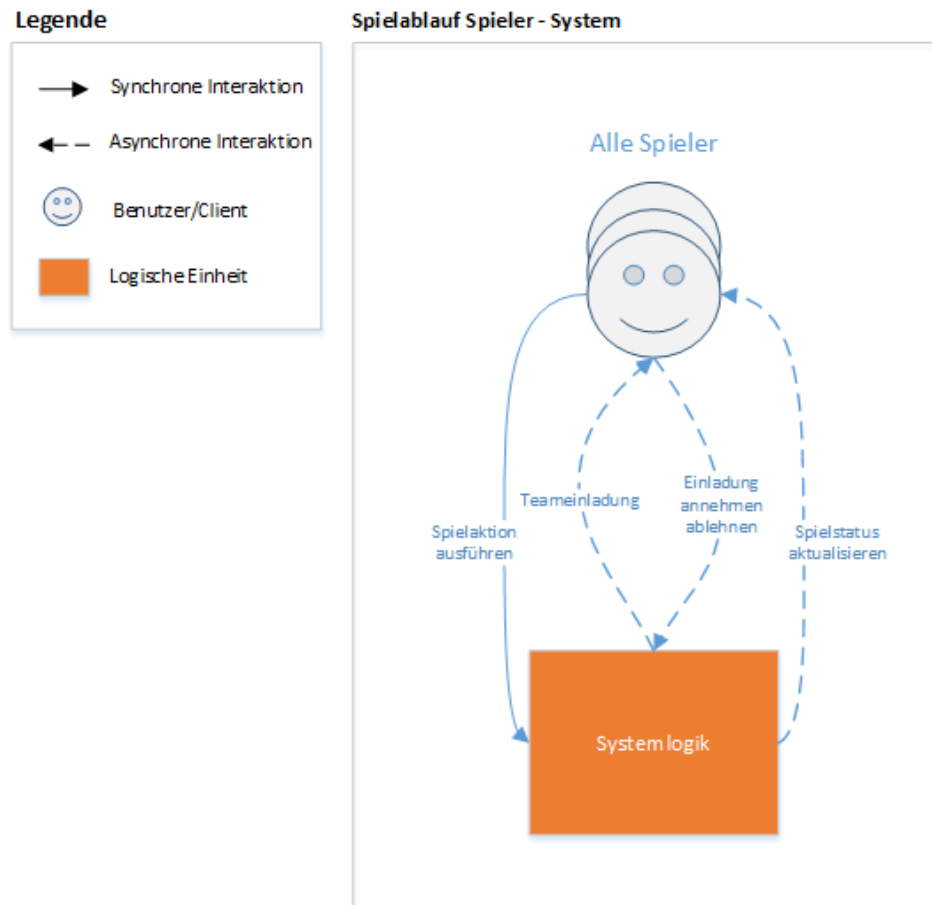 Legende
Synchrone Interaktion
Asynchrone Interaktion
Benutzer/Client
Logische Einheit
Spielablauf Spieler - System
Alle Spieler
Spielaktion
ausführen
Teameinladung
Einladung
annehmen
ablehnen
Spielstatus
aktualisieren
Systemlogik